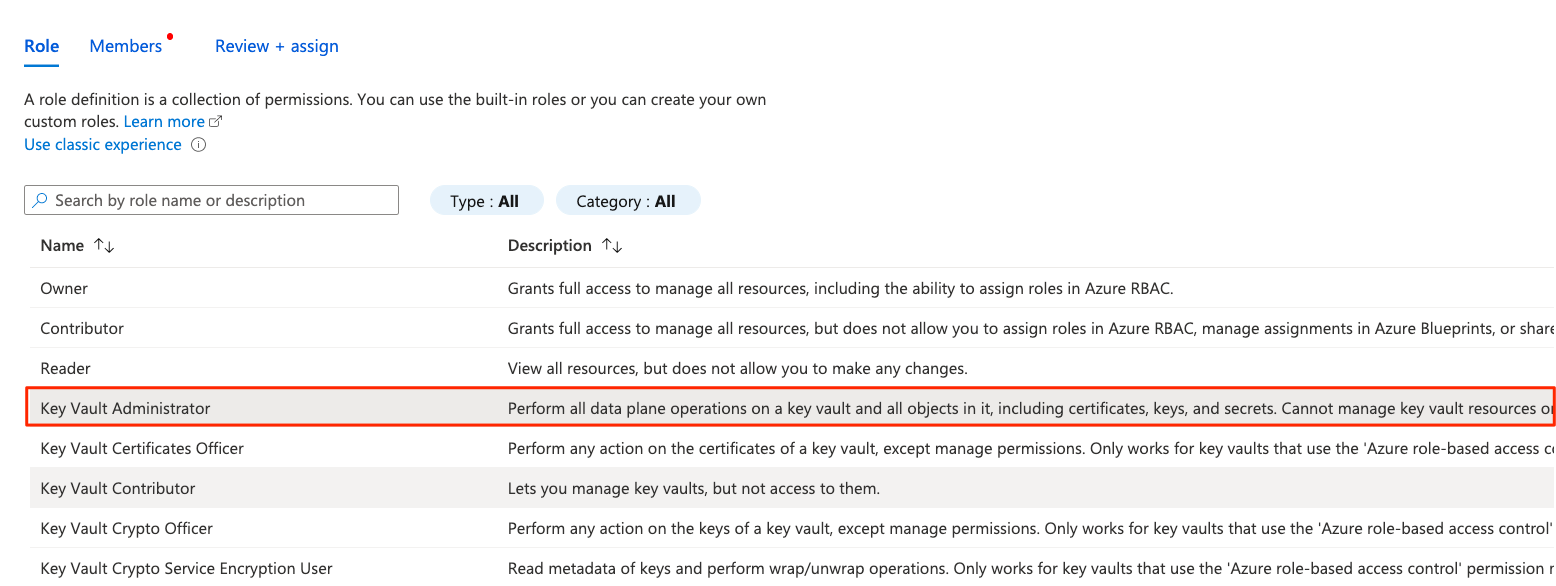 Role Members Review + assign
A role definition is a collection of permissions. You can use the built-in roles or you can create your own
custom roles. Learn more
Use classic experience
Search by role name or description Type : All Category : All
Name Description
Owner Grants full access to manage all resources, including the ability to assign roles in Azure RBAC.
Contributor Grants full access to manage all resources, but does not allow you to assign roles in Azure RBAC, manage assignments in Azure Blueprints, or share
Reader View all resources, but does not allow you to make any changes.
Key Vault Administrator Perform all data plane operations on a key vault and all objects in it, including certificates, keys, and secrets. Cannot manage key vault resources or
Key Vault Certificates Officer Perform any action on the certificates of a key vault, except manage permissions. Only works for key vaults that use the 'Azure role-based access
Key Vault Contributor Lets you manage key vaults, but not access to them.
Key Vault Crypto Officer Perform any action on the keys of a key vault, except manage permissions. Only works for key vaults that use the 'Azure role-based access control'
Key Vault Crypto Service Encryption User Read metadata of keys and perform wrap/unwrap operations. Only works for key vaults that use the 'Azure role-based access control' permission